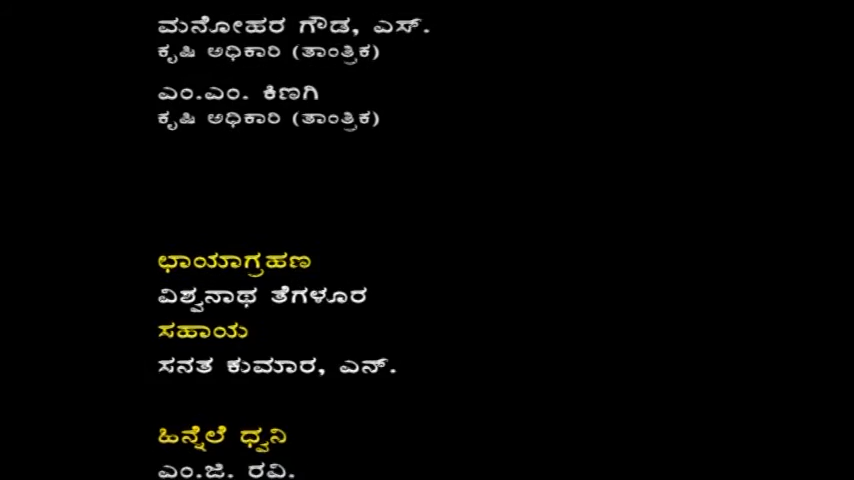 ಮನೋಹರ ಗೌಡ, ಎಸ್.
ಕೃಷಿ ಅಧಿಕಾರಿ (ತಾಂತ್ರಿಕ)
ಎಂ.ಎಂ. ಕಿಣಗಿ
ಕೃಷಿ ಅಧಿಕಾರಿ (ತಾಂತ್ರಿಕ)
ಛಾಯಾಗ್ರಹಣ
ವಿಶ್ವನಾಥ ತೆಗಳೂರ
ಸಹಾಯ
ಸನತ ಕುಮಾರ, ಎನ್.
ಹಿನ್ನೆಲೆ ಧ್ವನಿ
ಎಂ.ಜಿ. ರವಿ.